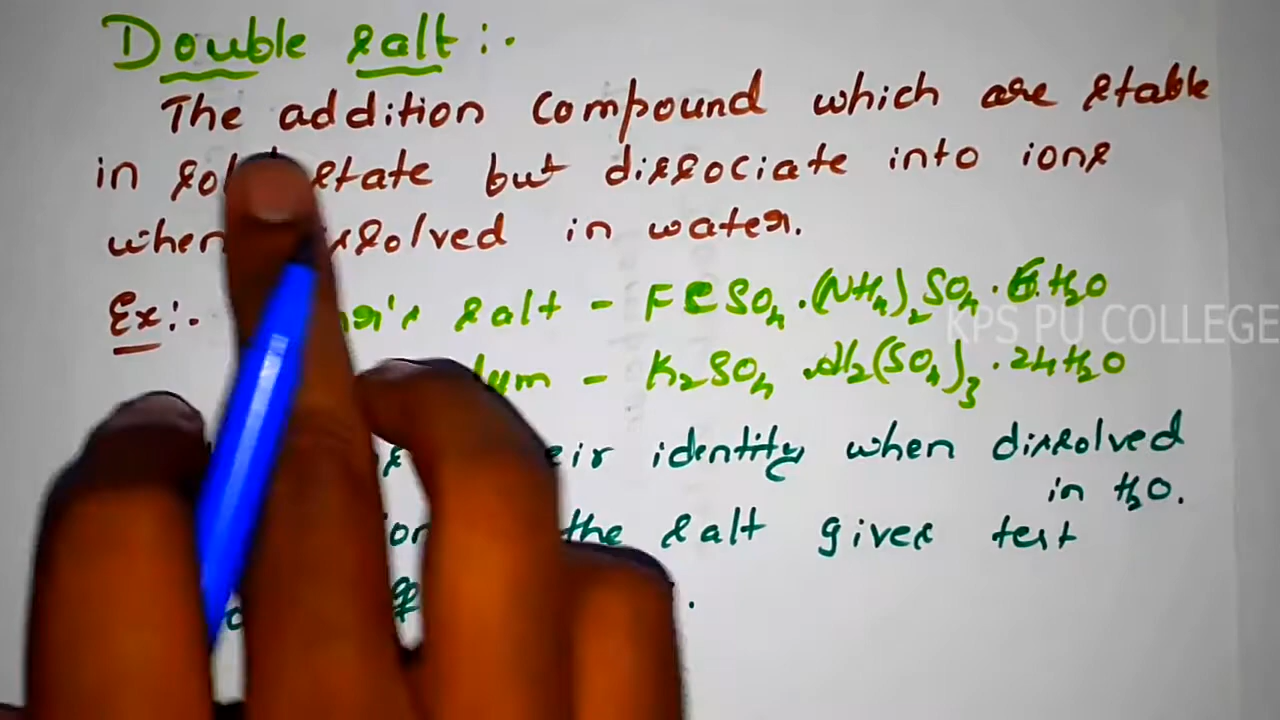 Double salt :.
The addition compound which are stable
in state but dissociate into ions
when dissolved in water.
Ex:. salt - FeSO4.(NH4)2SO4.6H2O
KPS PU COLLEGE
- K2SO4 .Al2(SO4)3.24H2O
identity when dissolved
in H2O.
the salt gives test